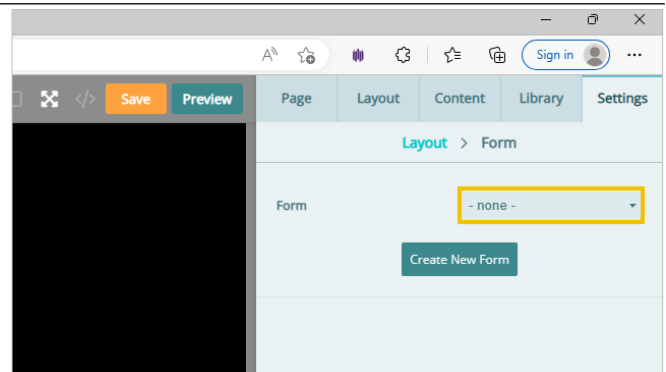 A
Sign in
</> Save Preview Page Layout Content Library Settings
Layout > Form
Form - none -
Create New Form